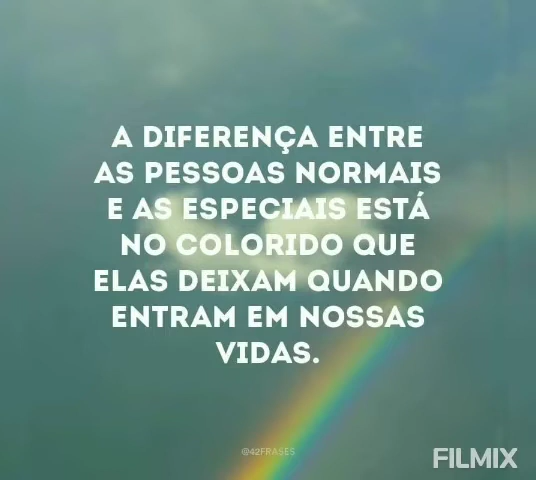 A DIFERENÇA ENTRE
AS PESSOAS NORMAIS
E AS ESPECIAIS ESTÁ
NO COLORIDO QUE
ELAS DEIXAM QUANDO
ENTRAM EM NOSSAS
VIDAS.
@42FRASES
FILMIX